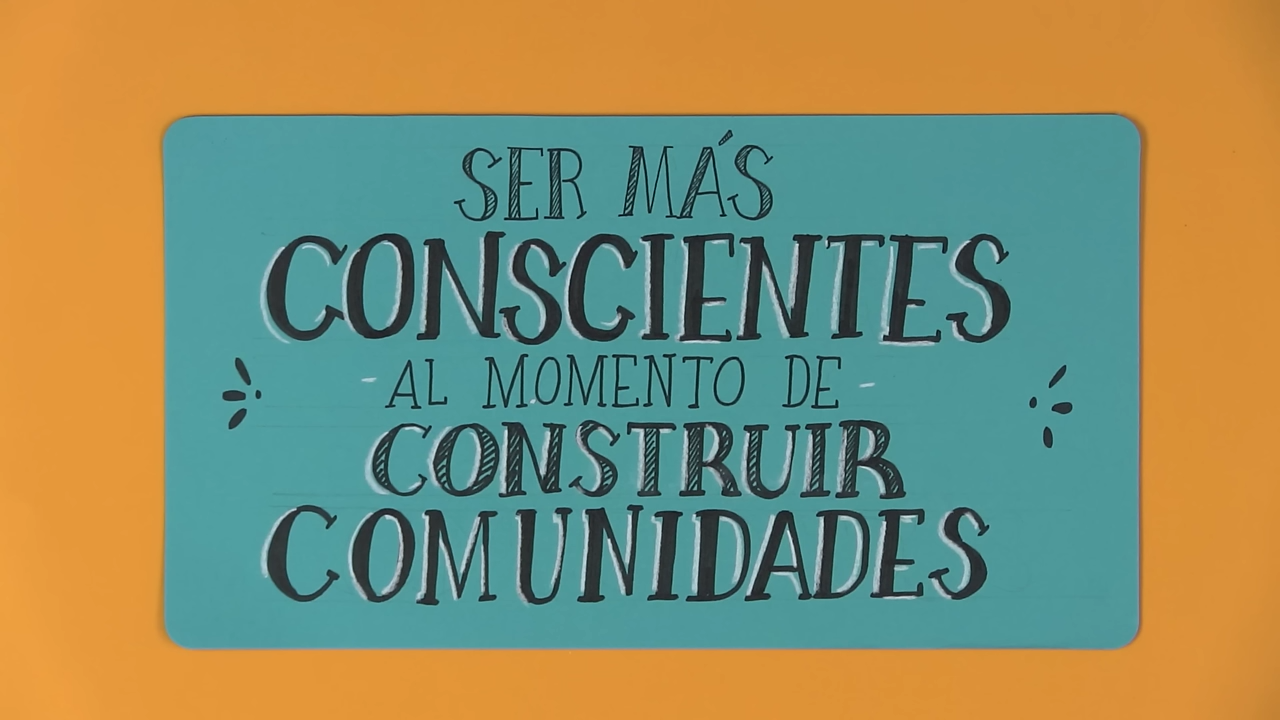 SER MÁS
CONSCIENTES
AL MOMENTO DE
CONSTRUIR
COMUNIDADES